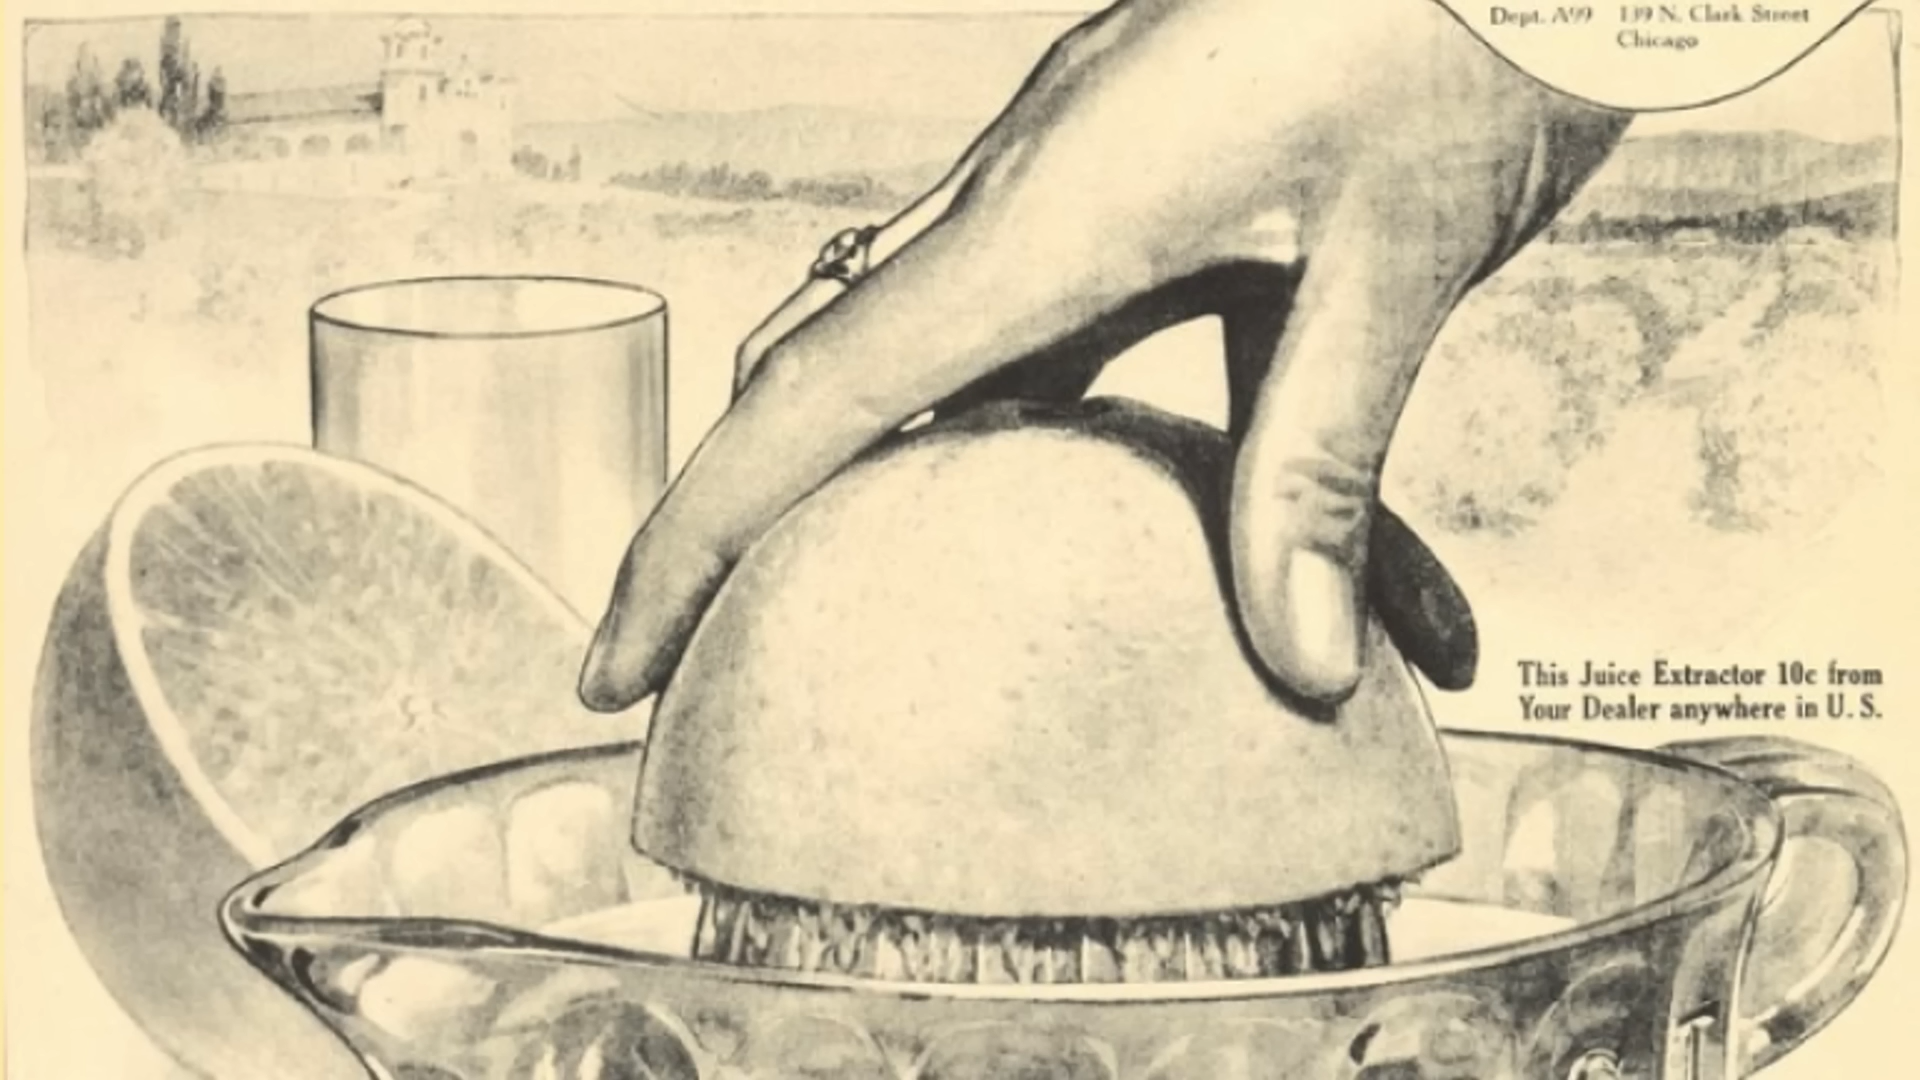 Dept. A99 139 N. Clark Street
Chicago
This Juice Extractor 10c from
Your Dealer anywhere in U. S.